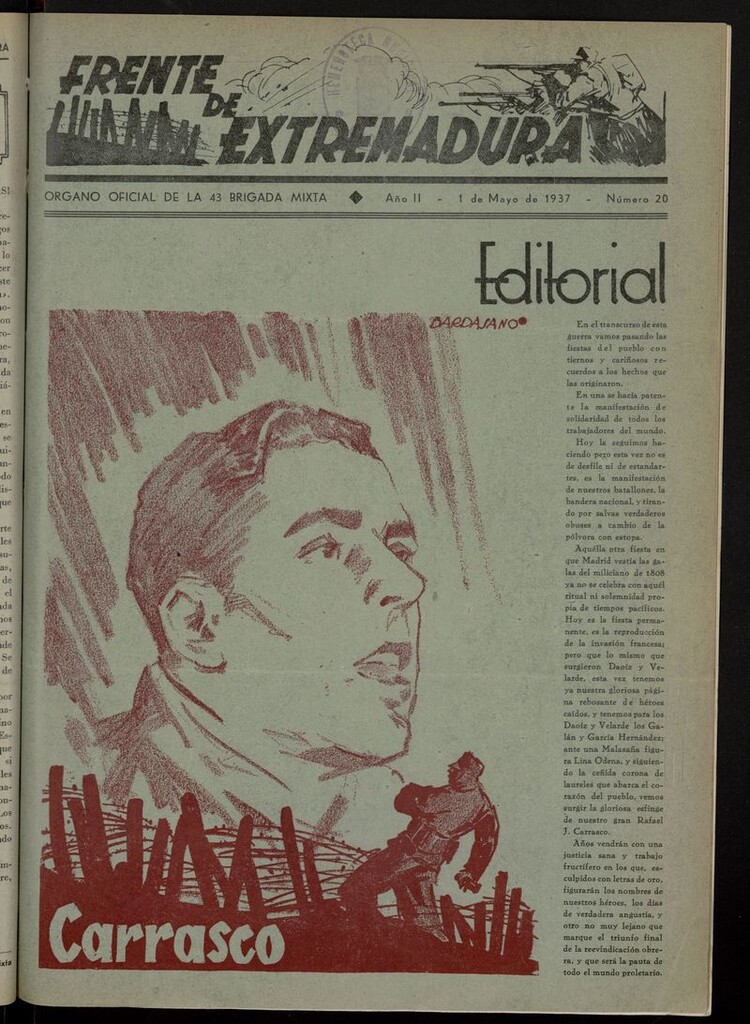 FRENTE
DE
EXTREMADURA
HEMEROTECA
ORGANO OFICIAL DE LA 43 BRIGADA MIXTA ◆ Año II - 1 de Mayo de 1937 - Número 20
Editorial
BARDASANO
En el transcurso de esta
guerra vamos pasando las
fiestas del pueblo con
tiernos y cariñosos re-
cuerdos a los hechos que
las originaron.
En una se hacía paten-
te la manifestación de
solidaridad de todos los
trabajadores del mundo.
Hoy la seguimos ha-
ciendo pero esta vez no es
de desfile ni de estandar-
tes, es la manifestación
de nuestros batallones, la
bandera nacional, y tiran-
do por salvas verdaderos
obuses a cambio de la
pólvora con estopa.
Aquélla otra fiesta en
que Madrid vestía las ga-
las del miliciano de 1808
ya no se celebra con aquél
ritual ni solemnidad pro-
pia de tiempos pacíficos.
Hoy es la fiesta perma-
nente, es la reproducción
de la invasión francesa;
pero que lo mismo que
surgieron Daoiz y Ve-
larde, esta vez tenemos
ya nuestra gloriosa pági-
na rebosante de héroes
caídos, y tenemos para los
Daoiz y Velarde los Ga-
lán y García Hernández;
ante una Malasaña figu-
ra Lina Odena, y siguien-
do la ceñida corona de
laureles que abarca el co-
razón del pueblo, vemos
surgir la gloriosa esfinge
de nuestro gran Rafael
J. Carrasco.
Años vendrán con una
justicia sana y trabajo
fructífero en los que, es-
culpidos con letras de oro,
figurarán los nombres de
nuestros héroes, los días
de verdadera angustia, y
otro no muy lejano que
marque el triunfo final
de la reevindicación obre-
ra, y que será la pauta de
todo el mundo proletario.
Carrasco